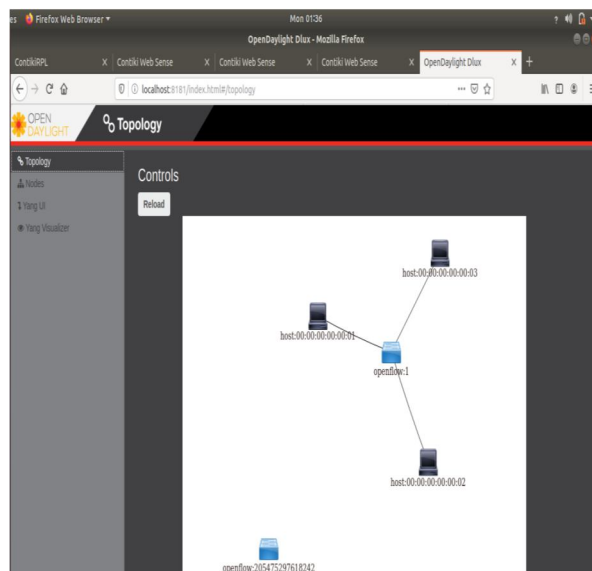 es Firefox Web Browser ▾ Mon 01:36
OpenDaylight Dlux - Mozilla Firefox
ContikiRPL X Contiki Web Sense X Contiki Web Sense X Contiki Web Sense X OpenDaylight Dlux X +
localhost:8181/index.html#/topology
OPEN
DAYLIGHT
Topology
Topology
Nodes
Yang UI
Yang Visualizer
Controls
Reload
host:00:00:00:00:00:03
host:00:00:00:00:00:01
openflow:1
host:00:00:00:00:00:02
openflow:205475297618242